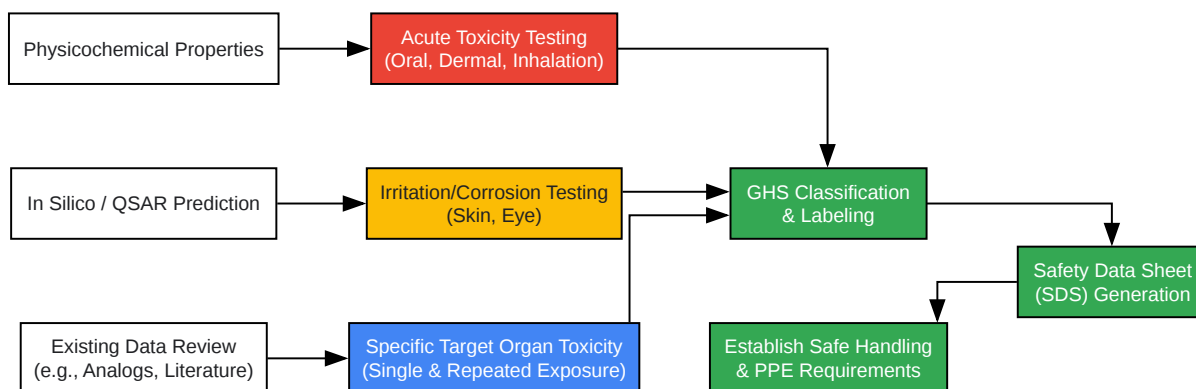 Physicochemical Properties
Acute Toxicity Testing
(Oral, Dermal, Inhalation)
In Silico / QSAR Prediction
Irritation/Corrosion Testing
(Skin, Eye)
GHS Classification
& Labeling
Safety Data Sheet
(SDS) Generation
Existing Data Review
(e.g., Analogs, Literature)
Specific Target Organ Toxicity
(Single & Repeated Exposure)
Establish Safe Handling
& PPE Requirements